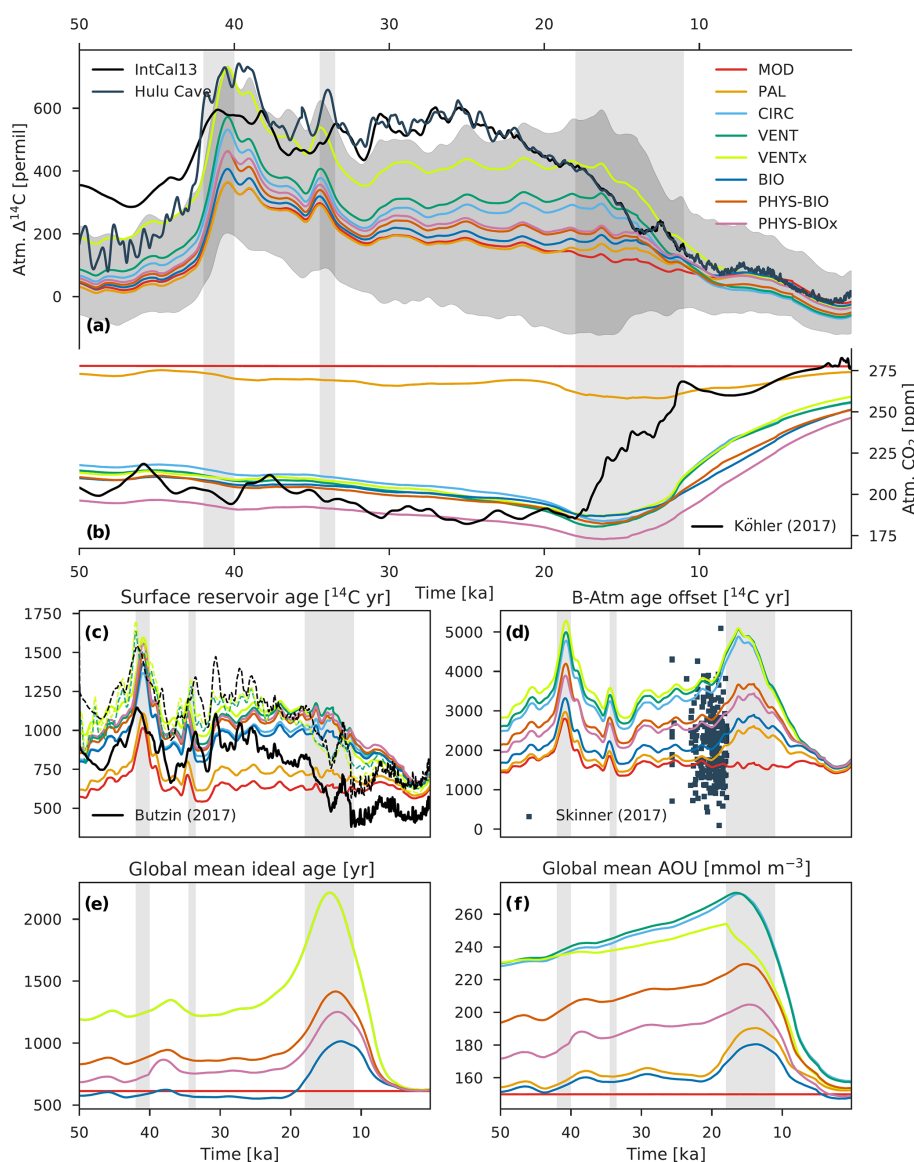 50 40 30 20 10
Atm. Δ¹⁴C [permil]
600
400
200
0
IntCal13
Hulu Cave
MOD
PAL
CIRC
VENT
VENTx
BIO
PHYS-BIO
PHYS-BIOx
(a)
275
250
225
200
175
Atm. CO₂ [ppm]
(b)
Köhler (2017)
50 40 30 20 10
Time [ka]
Surface reservoir age [¹⁴C yr]
B-Atm age offset [¹⁴C yr]
1750
1500
1250
1000
750
500
(c)
Butzin (2017)
5000
4000
3000
2000
1000
0
(d)
Skinner (2017)
Global mean ideal age [yr]
Global mean AOU [mmol m⁻³]
2000
1500
1000
500
(e)
260
240
220
200
180
160
(f)
50 40 30 20 10
50 40 30 20 10
Time [ka]
Time [ka]